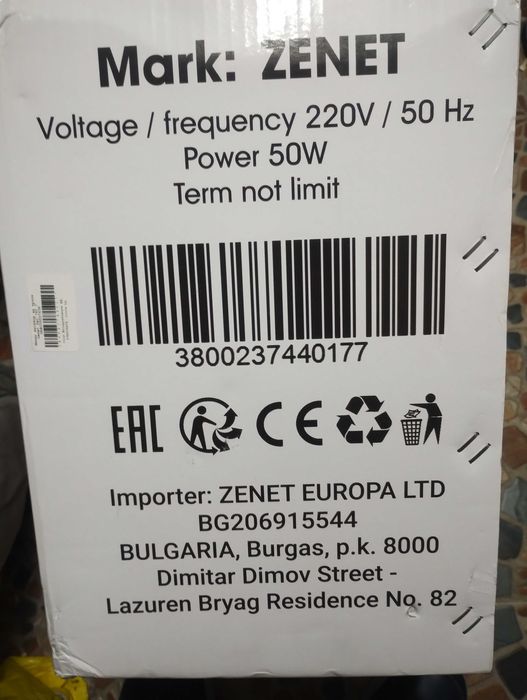 Mark: ZENET
Voltage / frequency 220V / 50 Hz
Power 50W
Term not limit
3800237440177
EAC CE
Importer: ZENET EUROPA LTD
BG206915544
BULGARIA, Burgas, p.k. 8000
Dimitar Dimov Street -
Lazuren Bryag Residence No. 82